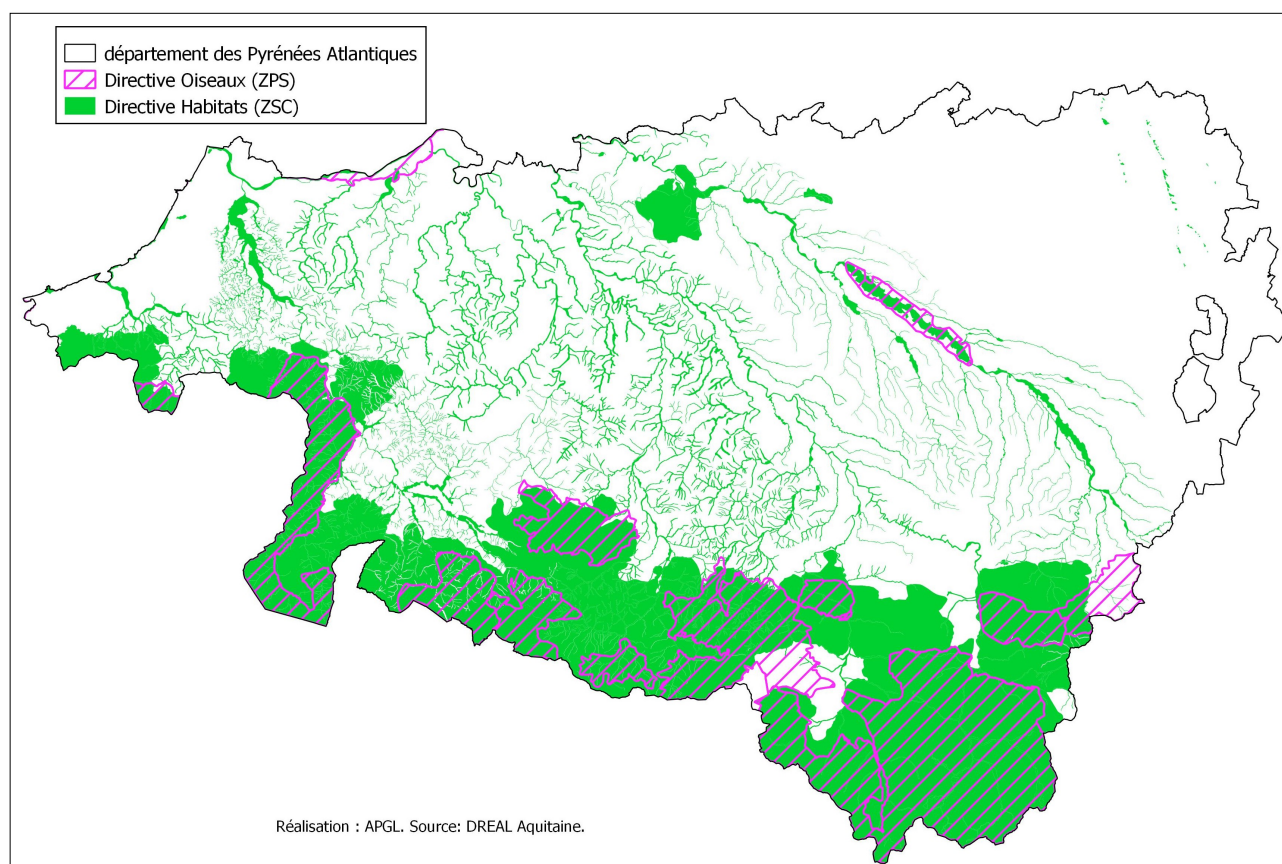 département des Pyrénées Atlantiques
Directive Oiseaux (ZPS)
Directive Habitats (ZSC)
Réalisation : APGL. Source: DREAL Aquitaine.